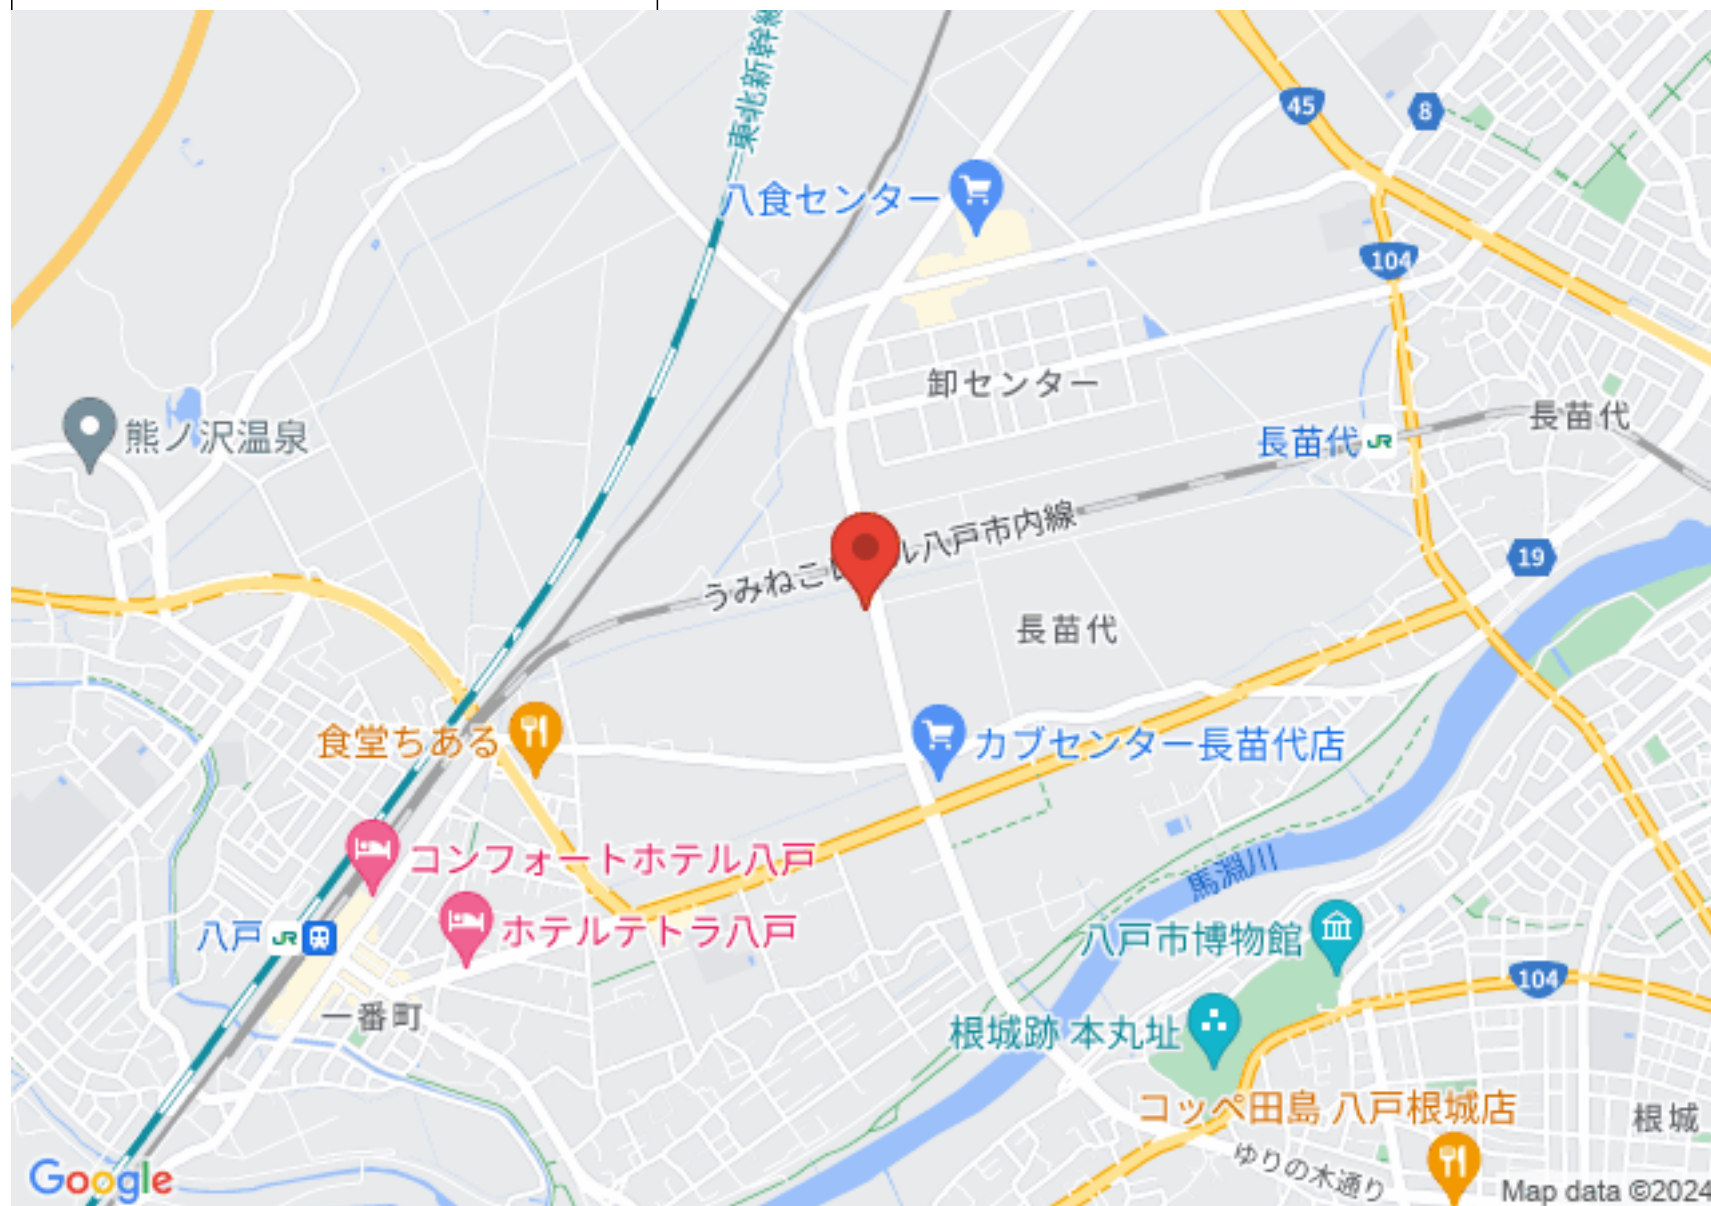 東北新幹線
45
8
八食センター
104
卸センター
熊ノ沢温泉
長苗代
長苗代 JR
ル八戸市内線
うみねこ
19
長苗代
食堂ちある
カブセンター長苗代店
コンフォートホテル八戸
馬淵川
ホテルテトラ八戸
八戸 JR
八戸市博物館
104
一番町
根城跡 本丸址
コッペ田島 八戸根城店
根城
ゆりの木通り
Google
Map data ©2024